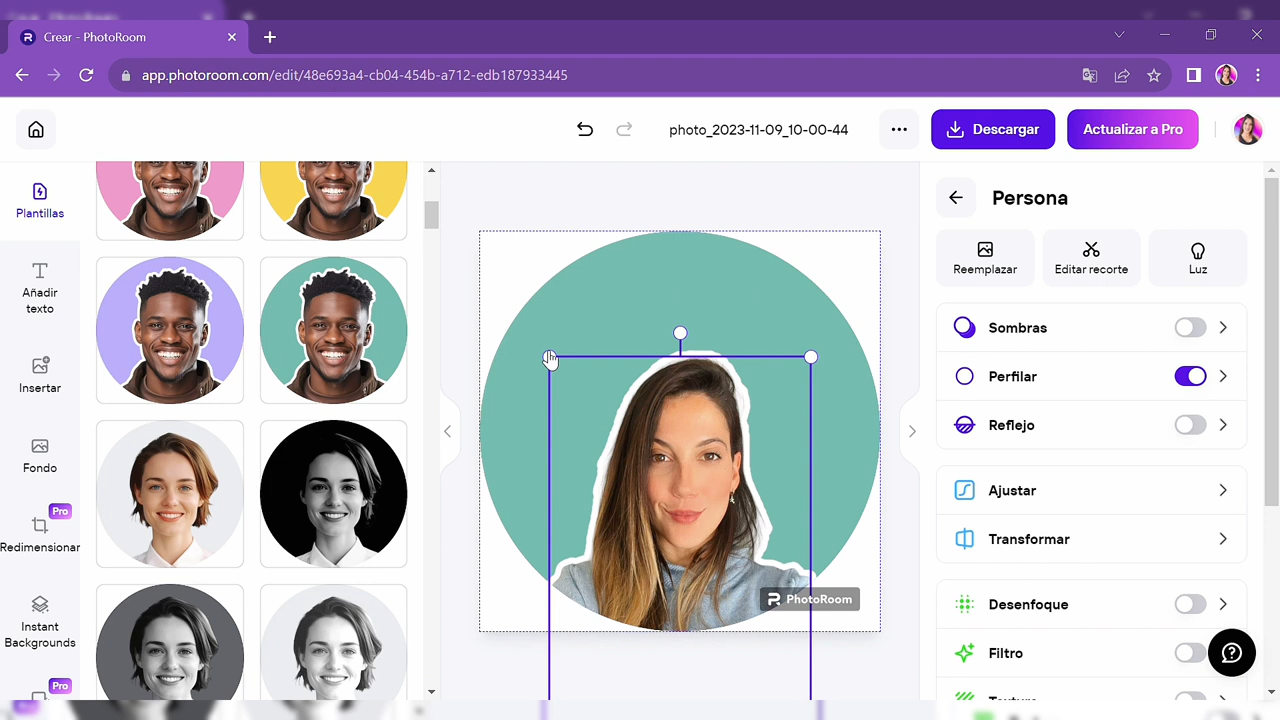 Crear - PhotoRoom
app.photoroom.com/edit/48e693a4-cb04-454b-a712-edb187933445
photo_2023-11-09_10-00-44
Descargar
Actualizar a Pro
Plantillas
Añadir
texto
Insertar
Fondo
Pro
Redimensionar
Instant
Backgrounds
Pro
PhotoRoom
Persona
Reemplazar
Editar recorte
Luz
Sombras
Perfilar
Reflejo
Ajustar
Transformar
Desenfoque
Filtro